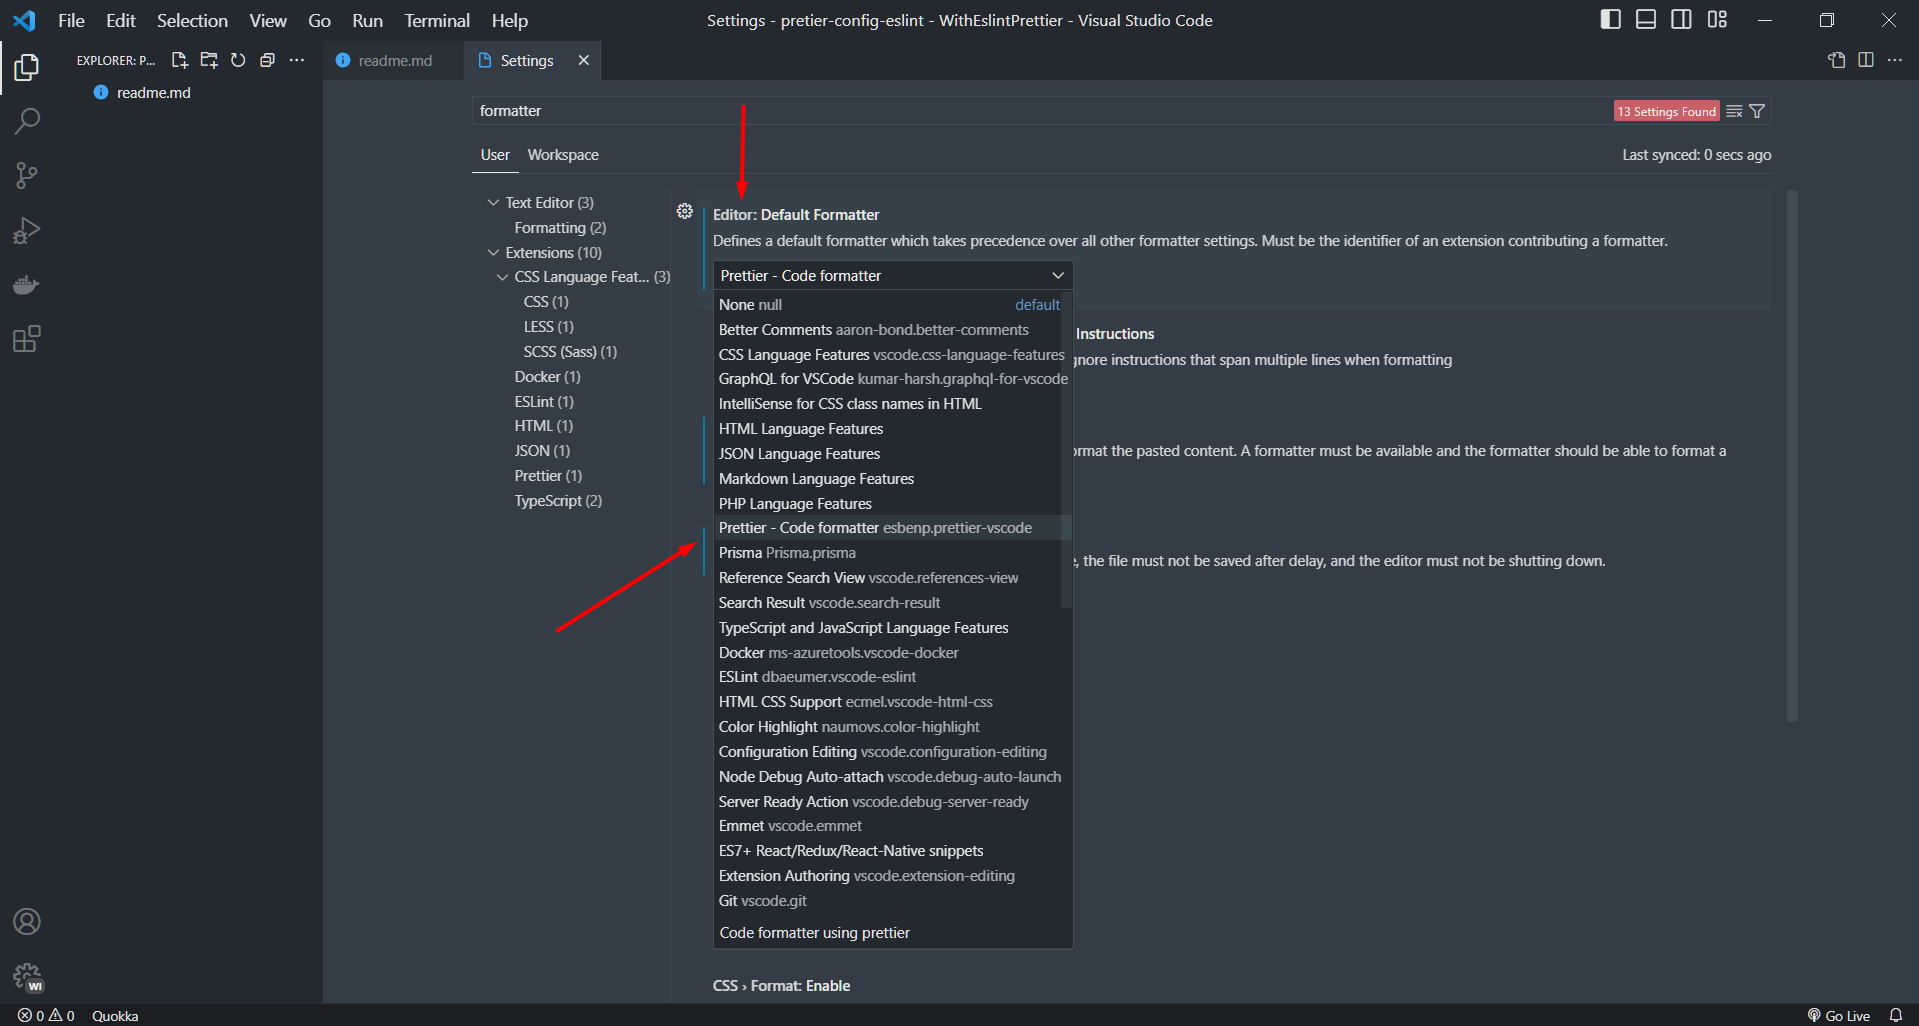 File Edit Selection View Go Run Terminal Help
Settings - pretier-config-eslint - WithEslintPrettier - Visual Studio Code
EXPLORER: P...
readme.md
readme.md
Settings
formatter
13 Settings Found
User Workspace
Last synced: 0 secs ago
Text Editor (3)
Formatting (2)
Extensions (10)
CSS Language Feat... (3)
CSS (1)
LESS (1)
SCSS (Sass) (1)
Docker (1)
ESLint (1)
HTML (1)
JSON (1)
Prettier (1)
TypeScript (2)
Editor: Default Formatter
Defines a default formatter which takes precedence over all other formatter settings. Must be the identifier of an extension contributing a formatter.
Prettier - Code formatter
None null default
Better Comments aaron-bond.better-comments
CSS Language Features vscode.css-language-features
GraphQL for VSCode kumar-harsh.graphql-for-vscode
IntelliSense for CSS class names in HTML
HTML Language Features
JSON Language Features
Markdown Language Features
PHP Language Features
Prettier - Code formatter esbenp.prettier-vscode
Prisma Prisma.prisma
Reference Search View vscode.references-view
Search Result vscode.search-result
TypeScript and JavaScript Language Features
Docker ms-azuretools.vscode-docker
ESLint dbaeumer.vscode-eslint
HTML CSS Support ecmel.vscode-html-css
Color Highlight naumovs.color-highlight
Configuration Editing vscode.configuration-editing
Node Debug Auto-attach vscode.debug-auto-launch
Server Ready Action vscode.debug-server-ready
Emmet vscode.emmet
ES7+ React/Redux/React-Native snippets
Extension Authoring vscode.extension-editing
Git vscode.git
Code formatter using prettier
Instructions
gnore instructions that span multiple lines when formatting
ormat the pasted content. A formatter must be available and the formatter should be able to format a
, the file must not be saved after delay, and the editor must not be shutting down.
CSS › Format: Enable
WI
0 0 Quokka
Go Live